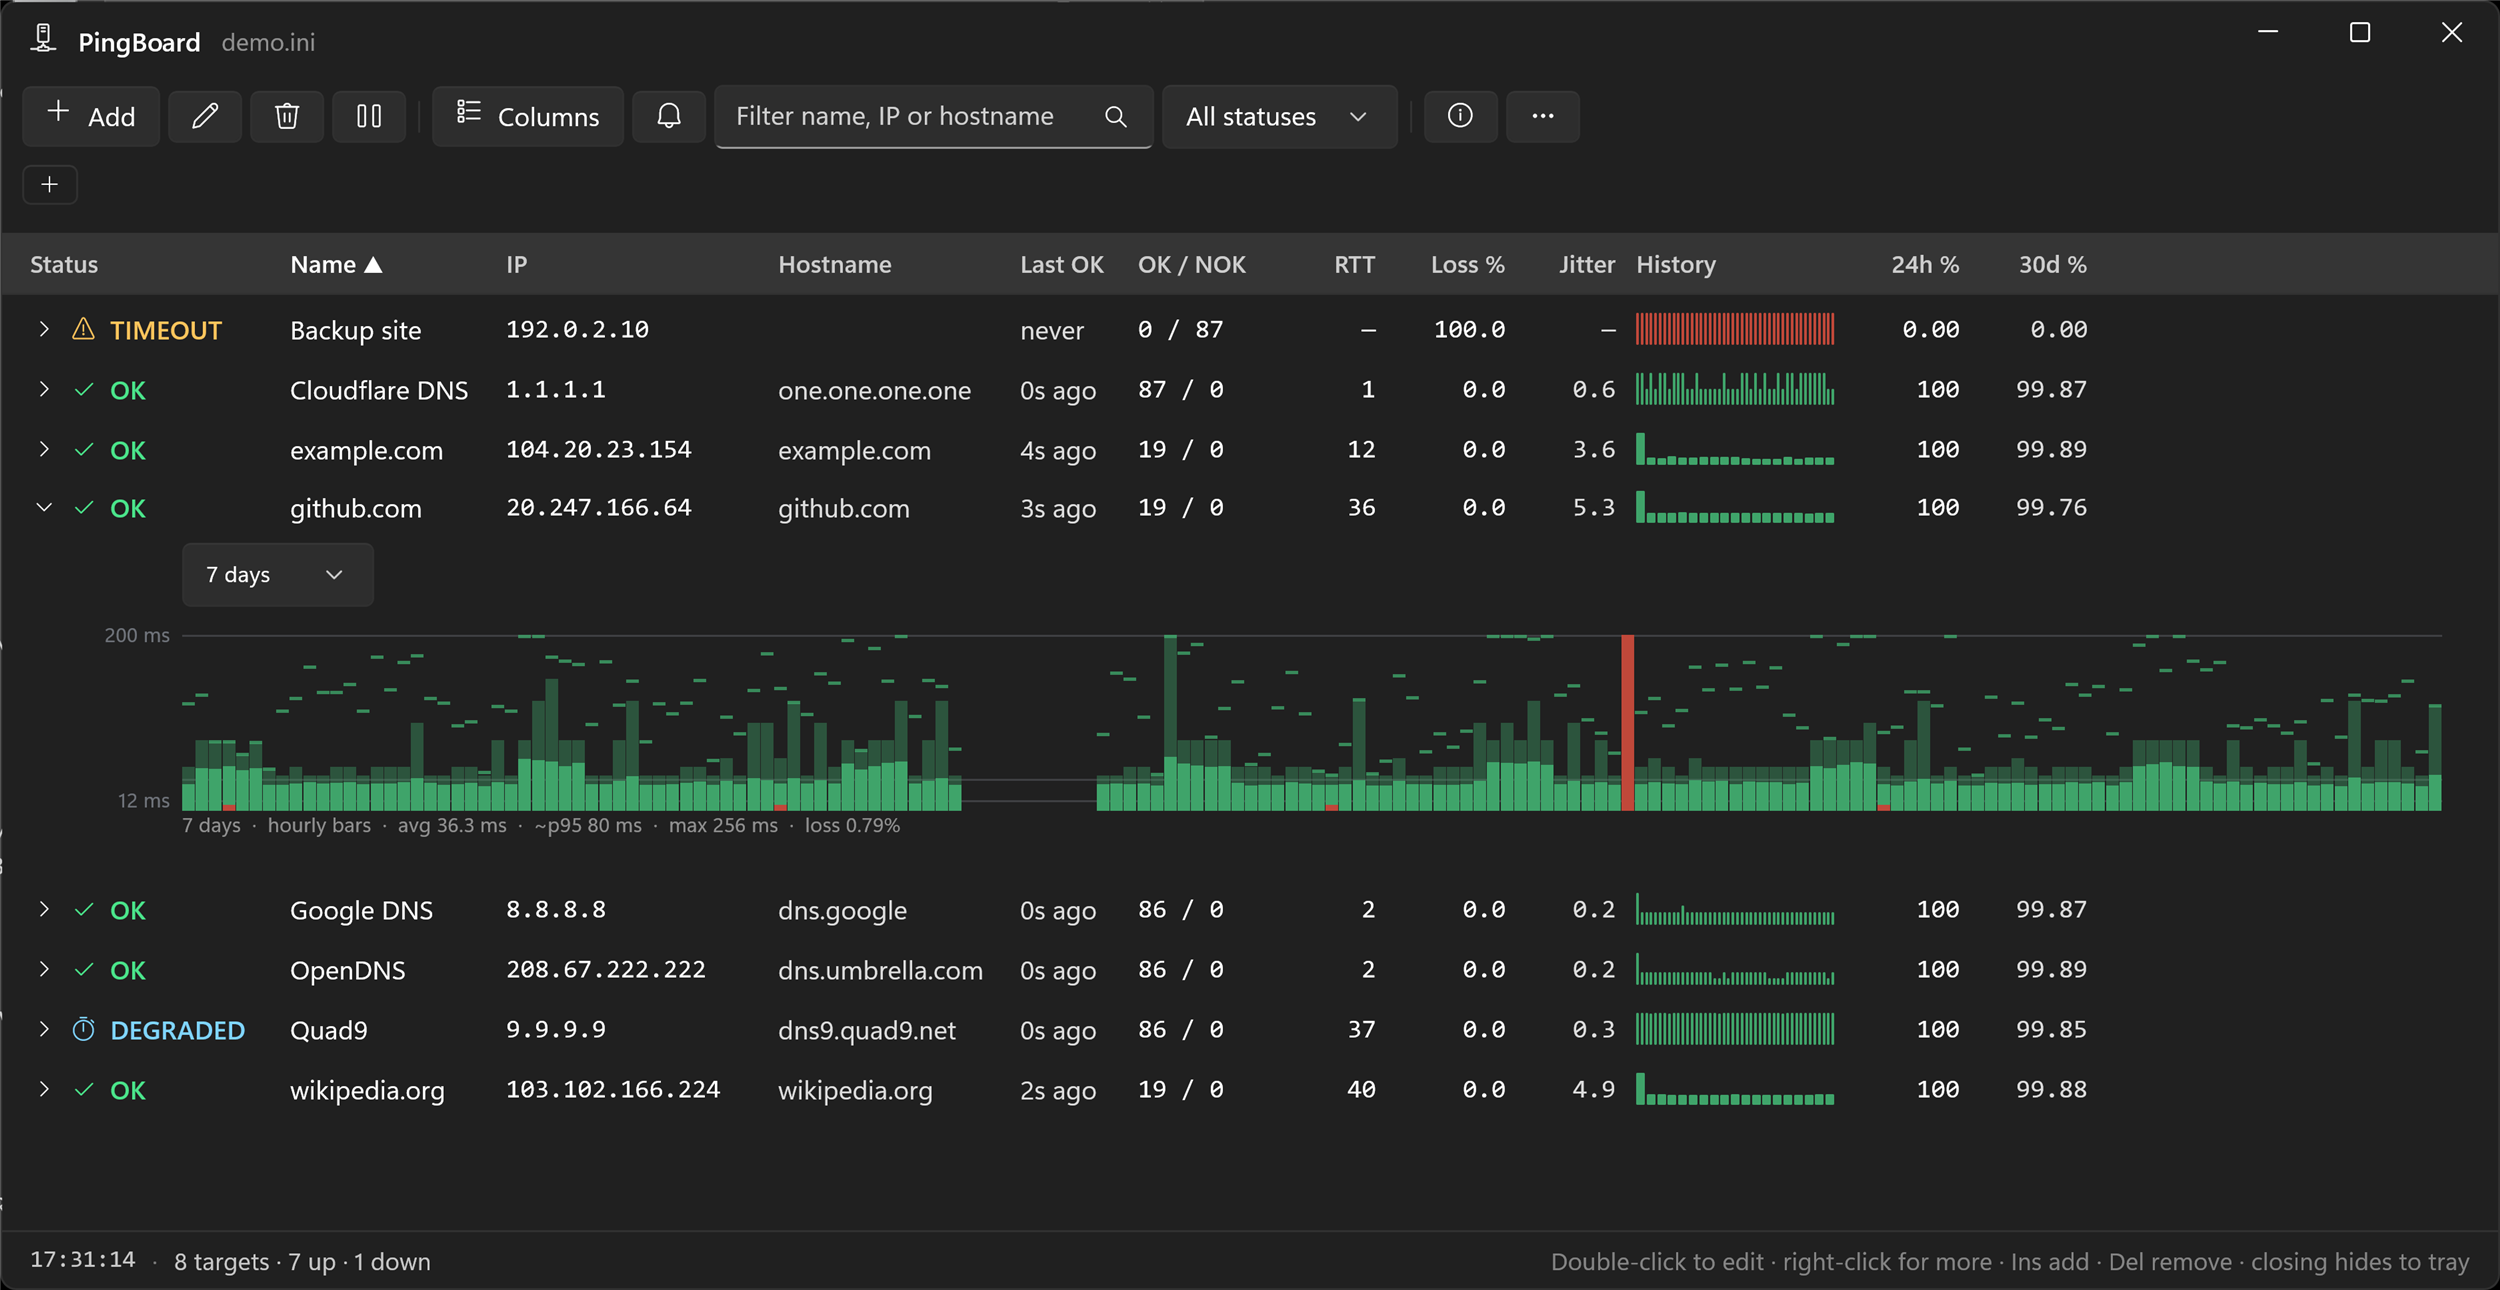 PingBoard demo.ini
Add Columns Filter name, IP or hostname All statuses
Status Name ▲ IP Hostname Last OK OK / NOK RTT Loss % Jitter History 24h % 30d %
TIMEOUT Backup site 192.0.2.10 never 0 / 87 — 100.0 — 0.00 0.00
OK Cloudflare DNS 1.1.1.1 one.one.one.one 0s ago 87 / 0 1 0.0 0.6 100 99.87
OK example.com 104.20.23.154 example.com 4s ago 19 / 0 12 0.0 3.6 100 99.89
OK github.com 20.247.166.64 github.com 3s ago 19 / 0 36 0.0 5.3 100 99.76
7 days
200 ms
12 ms
7 days · hourly bars · avg 36.3 ms · ~p95 80 ms · max 256 ms · loss 0.79%
OK Google DNS 8.8.8.8 dns.google 0s ago 86 / 0 2 0.0 0.2 100 99.87
OK OpenDNS 208.67.222.222 dns.umbrella.com 0s ago 86 / 0 2 0.0 0.2 100 99.89
DEGRADED Quad9 9.9.9.9 dns9.quad9.net 0s ago 86 / 0 37 0.0 0.3 100 99.85
OK wikipedia.org 103.102.166.224 wikipedia.org 2s ago 19 / 0 40 0.0 4.9 100 99.88
17:31:14 · 8 targets · 7 up · 1 down Double-click to edit · right-click for more · Ins add · Del remove · closing hides to tray